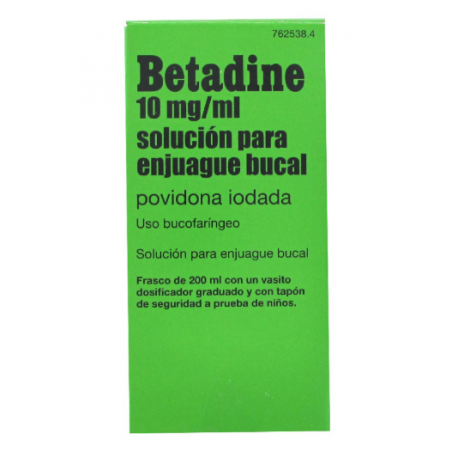 762538.4
Betadine
10 mg/ml
solución para
enjuague bucal
povidona iodada
Uso bucofaríngeo
Solución para enjuague bucal
Frasco de 200 ml con un vasito
dosificador graduado y con tapón
de seguridad a prueba de niños.